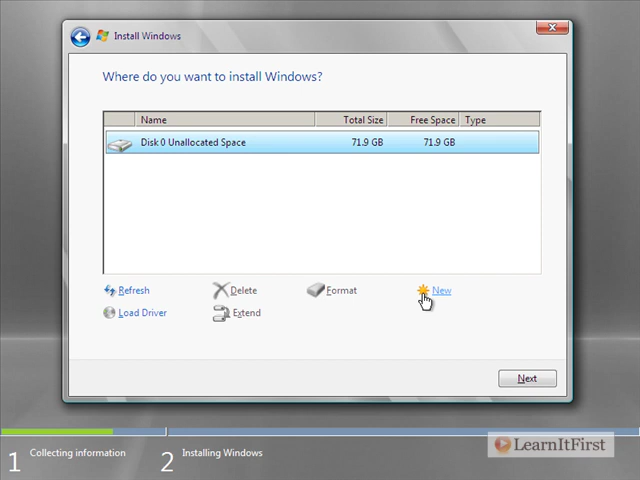 Install Windows
Where do you want to install Windows?
Name Total Size Free Space Type
Disk 0 Unallocated Space 71.9 GB 71.9 GB
Refresh Delete Format New
Load Driver Extend
Next
1 Collecting information 2 Installing Windows
LearnItFirst